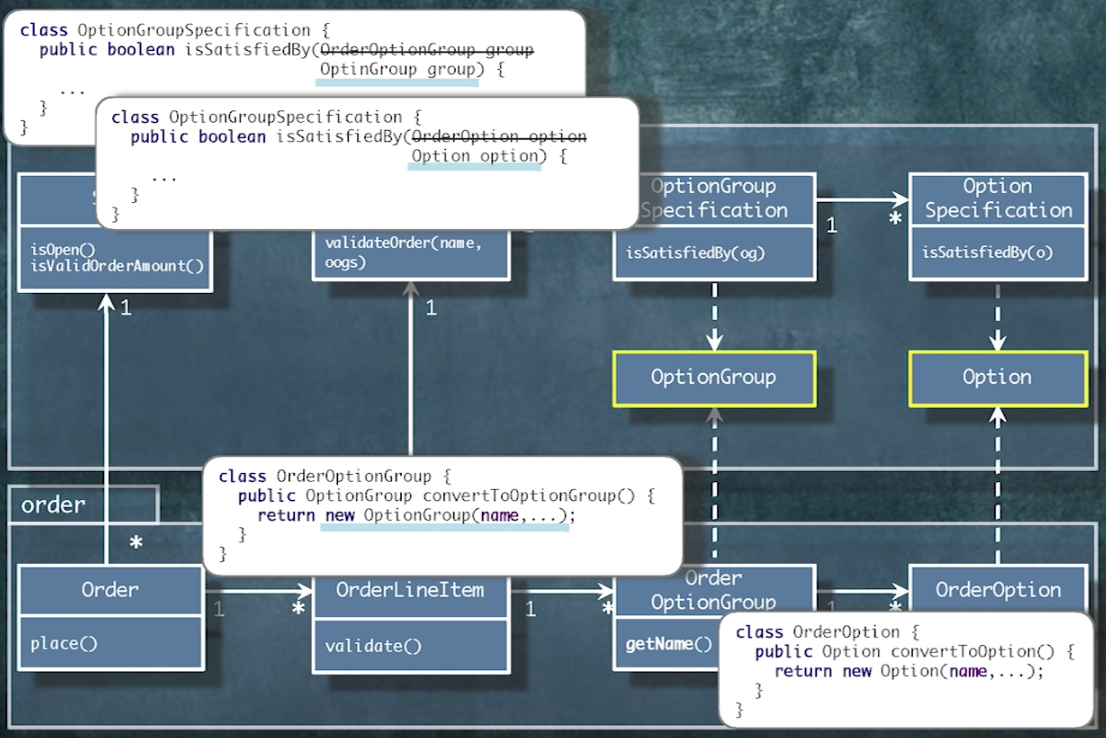 class OptionGroupSpecification {
public boolean isSatisfiedBy(OrderOptionGroup group
OptinGroup group) {
...
}
}
class OptionGroupSpecification {
public boolean isSatisfiedBy(OrderOption option
Option option) {
...
}
}
isOpen()
isValidOrderAmount()
1
validateOrder(name,
oogs)
1
OptionGroup
Specification
isSatisfiedBy(og)
1
*
Option
Specification
isSatisfiedBy(o)
OptionGroup
Option
order
*
class OrderOptionGroup {
public OptionGroup convertToOptionGroup() {
return new OptionGroup(name,...);
}
}
Order
place()
1
*
OrderLineItem
validate()
1
*
Order
OptionGroup
getName()
1
*
OrderOption
class OrderOption {
public Option convertToOption() {
return new Option(name,...);
}
}